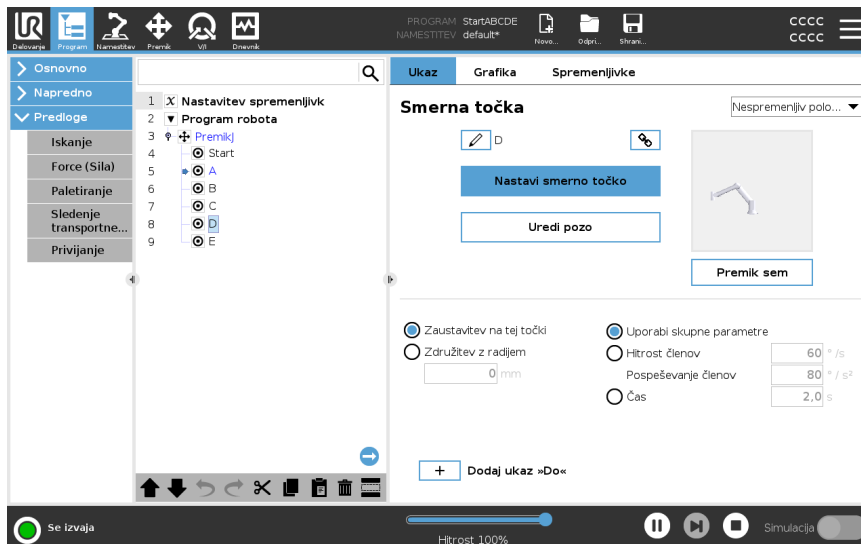 UR
PROGRAM StartABCDE
NAMESTITEV default*
CCCC
CCCC
Delovanje Program Namestitev Premik V/I Dnevnik Novo... Odpri... Shrani...
Osnovno
Napredno
Predloge
Iskanje
Force (Sila)
Paletiranje
Sledenje
transportne...
Privijanje
1 X Nastavitev spremenljivk
2 Program robota
3 PremikJ
4 Start
5 A
6 B
7 C
8 D
9 E
Ukaz Grafika Spremenljivke
Smerna točka
Nespremenljiv polo...
D
Nastavi smerno točko
Uredi pozo
Premik sem
Zaustavitev na tej točki
Združitev z radijem
0 mm
Uporabi skupne parametre
Hitrost členov 60 ° /s
Pospeševanje členov 80 ° / s²
Čas 2,0 s
+ Dodaj ukaz »Do«
Se izvaja
Hitrost 100%
Simulacija